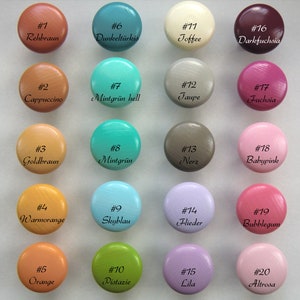 #1
Rehbraun
#6
Dunkeltürkis
#11
Toffee
#16
Darkfuchsia
#2
Cappuccino
#7
Mintgrün hell
#12
Taupe
#17
Fuchsia
#3
Goldbraun
#8
Mintgrün
#13
Nerz
#18
Babypink
#4
Warmorange
#9
Skyblau
#14
Flieder
#19
Bubblegum
#5
Orange
#10
Pistazie
#15
Lila
#20
Altrosa